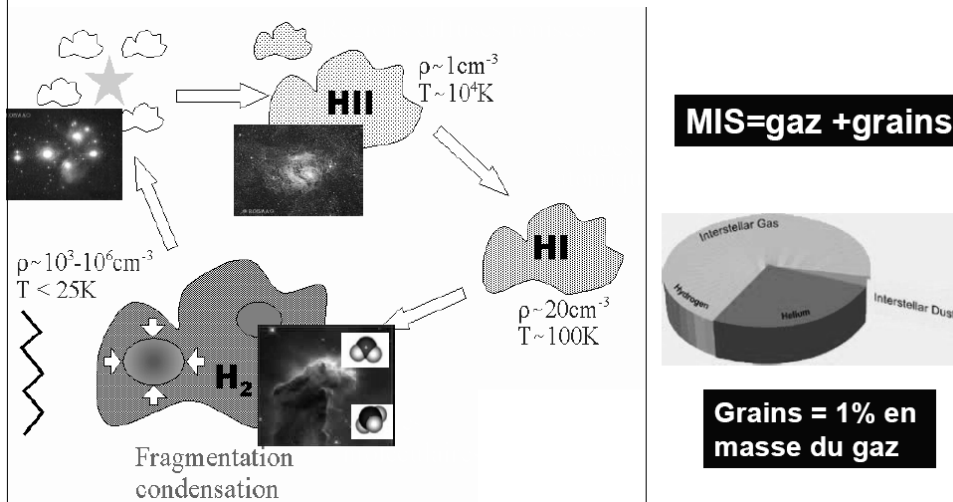 HII
ρ~1cm⁻³
T~10⁴K
HI
ρ~20cm⁻³
T~100K
ρ~10³-10⁶cm⁻³
T < 25K
H₂
Fragmentation
condensation
MIS=gaz +grains
Interstellar Gas
Hydrogen
Helium
Interstellar Dust
Grains = 1% en
masse du gaz